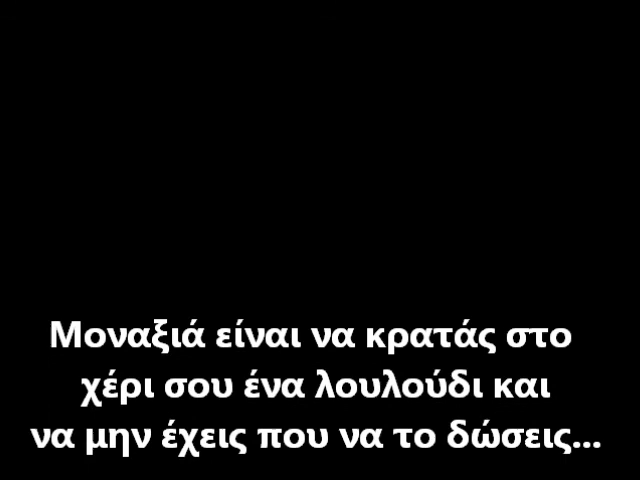 Μοναξιά είναι να κρατάς στο
χέρι σου ένα λουλούδι και
να μην έχεις που να το δώσεις...